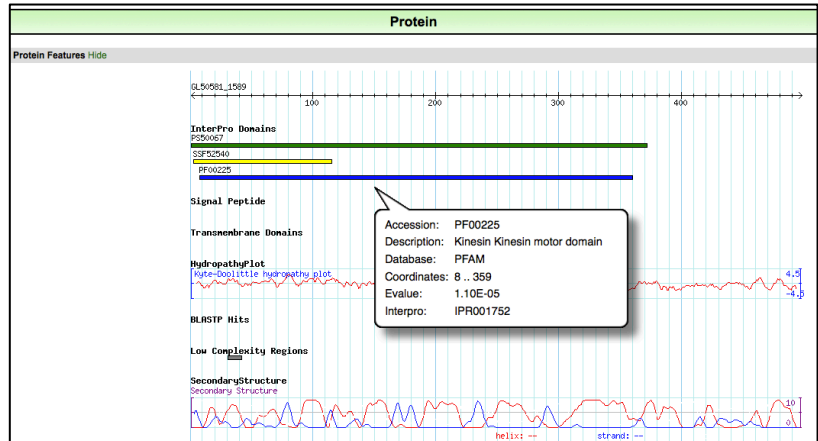 Protein
Protein Features Hide
GL50581_1589
100 200 300 400
InterPro Domains
PS50067
SSF52540
PF00225
Signal Peptide
Accession: PF00225
Description: Kinesin Kinesin motor domain
Database: PFAM
Coordinates: 8 .. 359
Evalue: 1.10E-05
Interpro: IPR001752
Transmembrane Domains
HydropathyPlot
Kyte-Doolittle hydropathy plot
4.5
-4.5
BLASTP Hits
Low Complexity Regions
SecondaryStructure
Secondary Structure
10
0
helix: -- strand: --